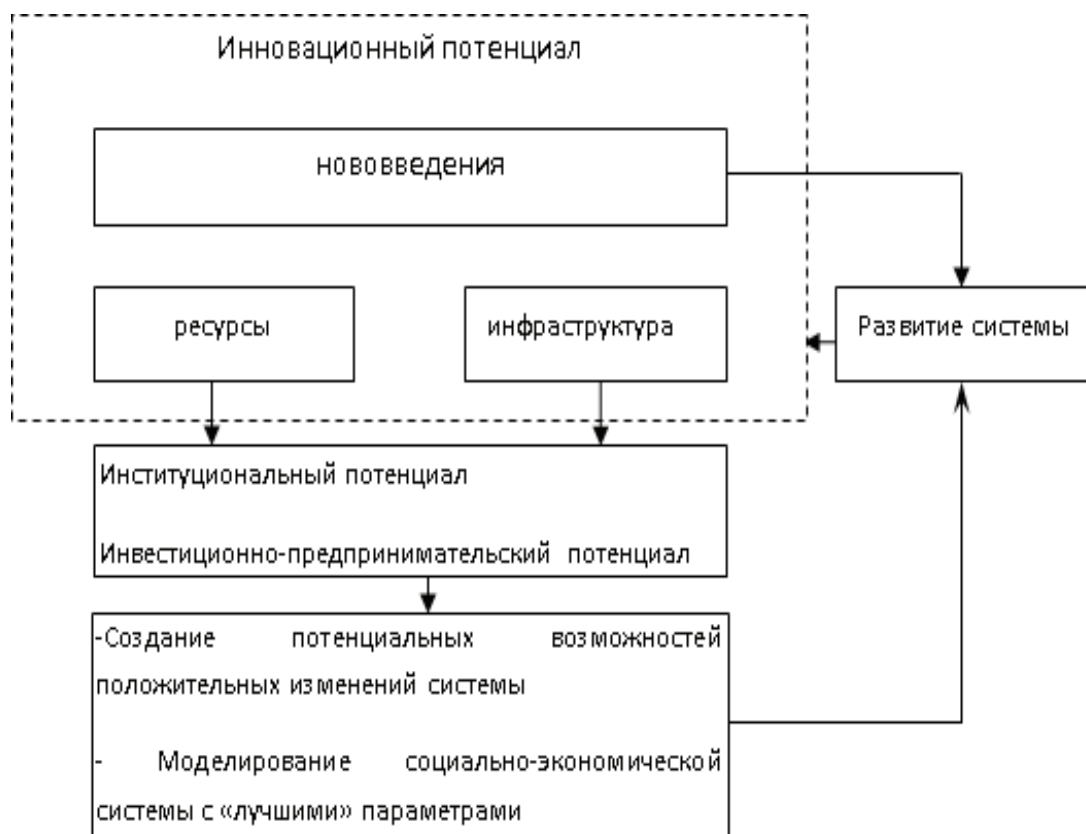 Инновационный потенциал
нововведения
ресурсы
инфраструктура
Развитие системы
Институциональный потенциал
Инвестиционно-предпринимательский потенциал
-Создание потенциальных возможностей
положительных изменений системы
- Моделирование социально-экономической
системы с «лучшими» параметрами